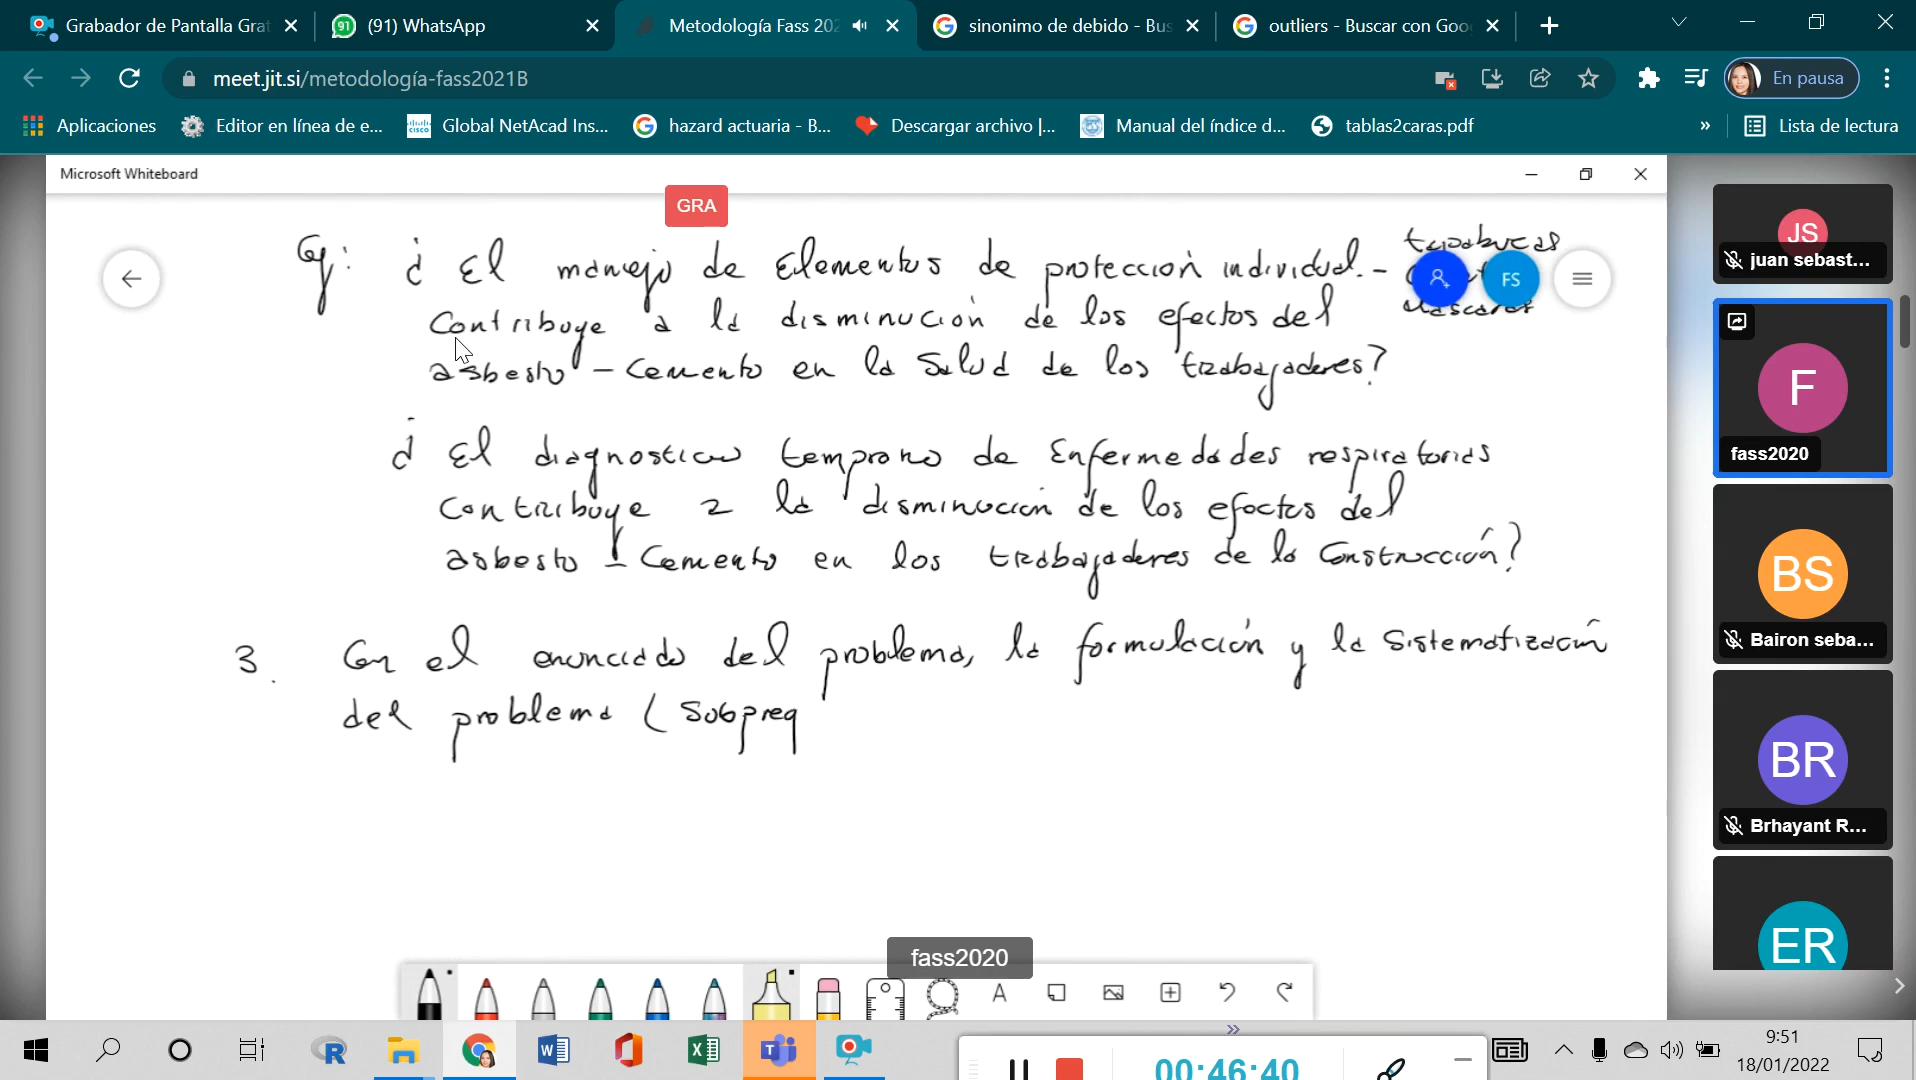 Grabador de Pantalla Grat
(91) WhatsApp
Metodología Fass 202
sinonimo de debido - Bus
outliers - Buscar con Goog
meet.jit.si/metodología-fass2021B
En pausa
Aplicaciones
Editor en línea de e...
Global NetAcad Ins...
hazard actuaria - B...
Descargar archivo |...
Manual del índice d...
tablas2caras.pdf
»
Lista de lectura
Microsoft Whiteboard
GRA
Ej: ¿ El manejo de Elementos de protección individual. -
Contribuye a la disminución de los efectos del
asbesto - cemento en la salud de los trabajadores?
FS
¿ El diagnostico temprano de Enfermedades respiratorias
Contribuye a la disminución de los efectos del
asbesto - Cemento en los trabajadores de la Construcción?
3. Con el enunciado del problema, la formulación y la sistematización
del problema ( Subpreg
fass2020
JS
juan sebast...
F
fass2020
BS
Bairon seba...
BR
Brhayant R...
ER
00:46:40
9:51
18/01/2022